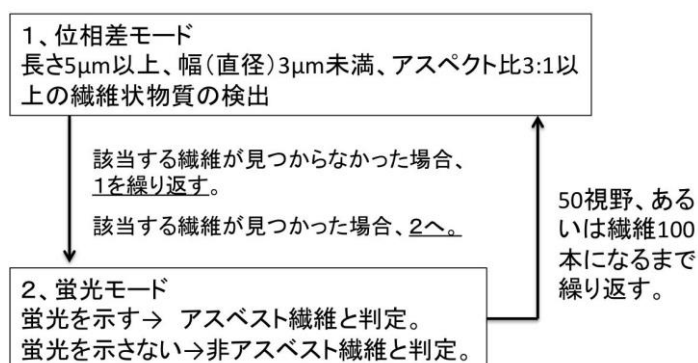 1、位相差モード
長さ5μm以上、幅(直径)3μm未満、アスペクト比3:1以
上の繊維状物質の検出
該当する繊維が見つからなかった場合、
1を繰り返す。
該当する繊維が見つかった場合、2へ。
50視野、ある
いは繊維100
本になるまで
繰り返す。
2、蛍光モード
蛍光を示す→ アスベスト繊維と判定。
蛍光を示さない→非アスベスト繊維と判定。